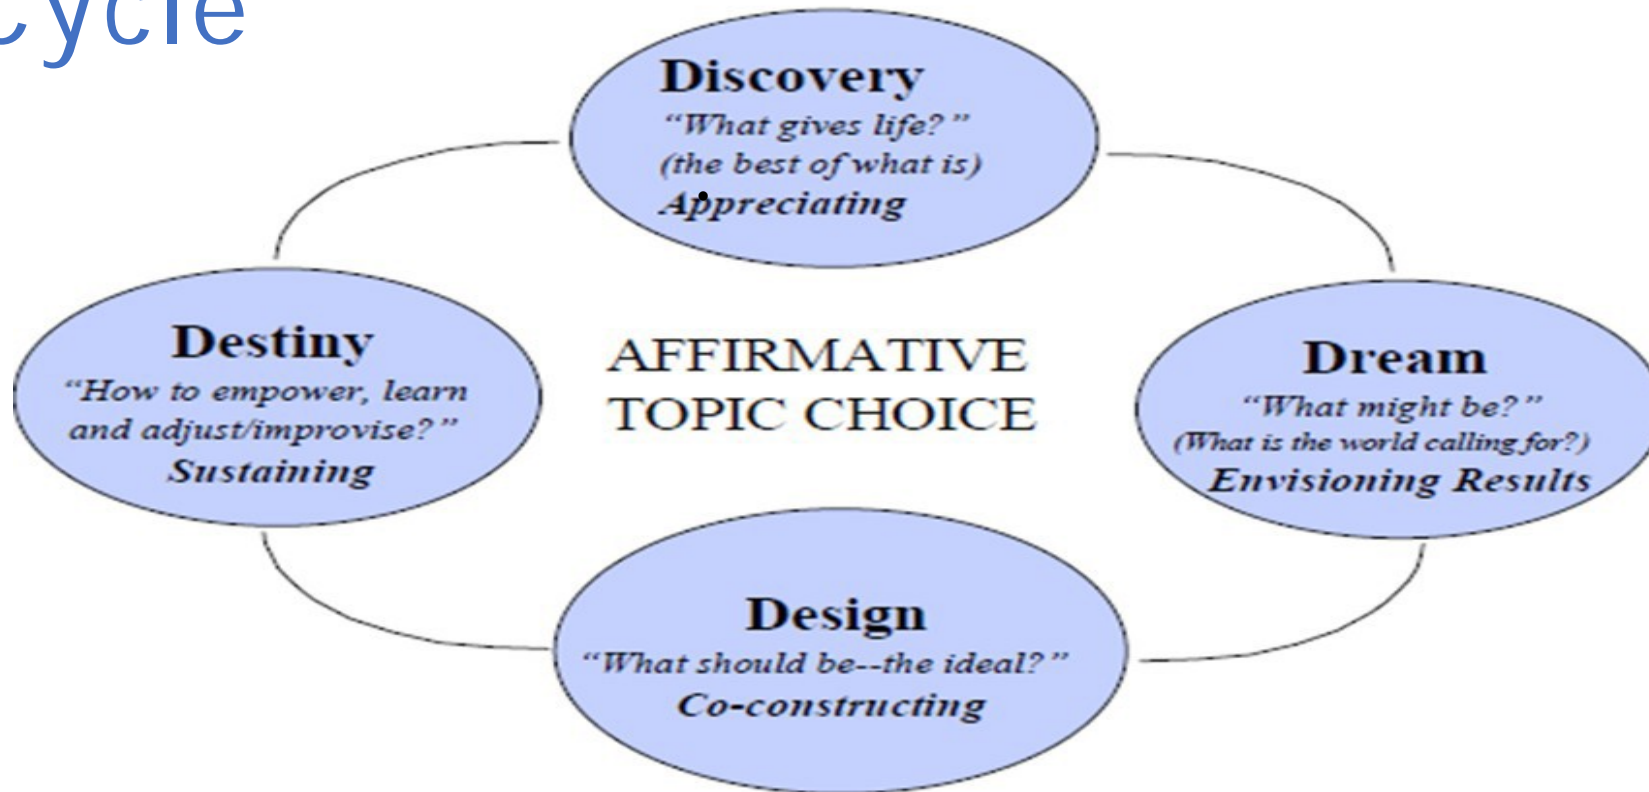 Cycle
Discovery
“What gives life?”
(the best of what is)
Appreciating
Destiny
“How to empower, learn
and adjust/improvise?”
Sustaining
AFFIRMATIVE
TOPIC CHOICE
Dream
“What might be?”
(What is the world calling for?)
Envisioning Results
Design
“What should be--the ideal?”
Co-constructing